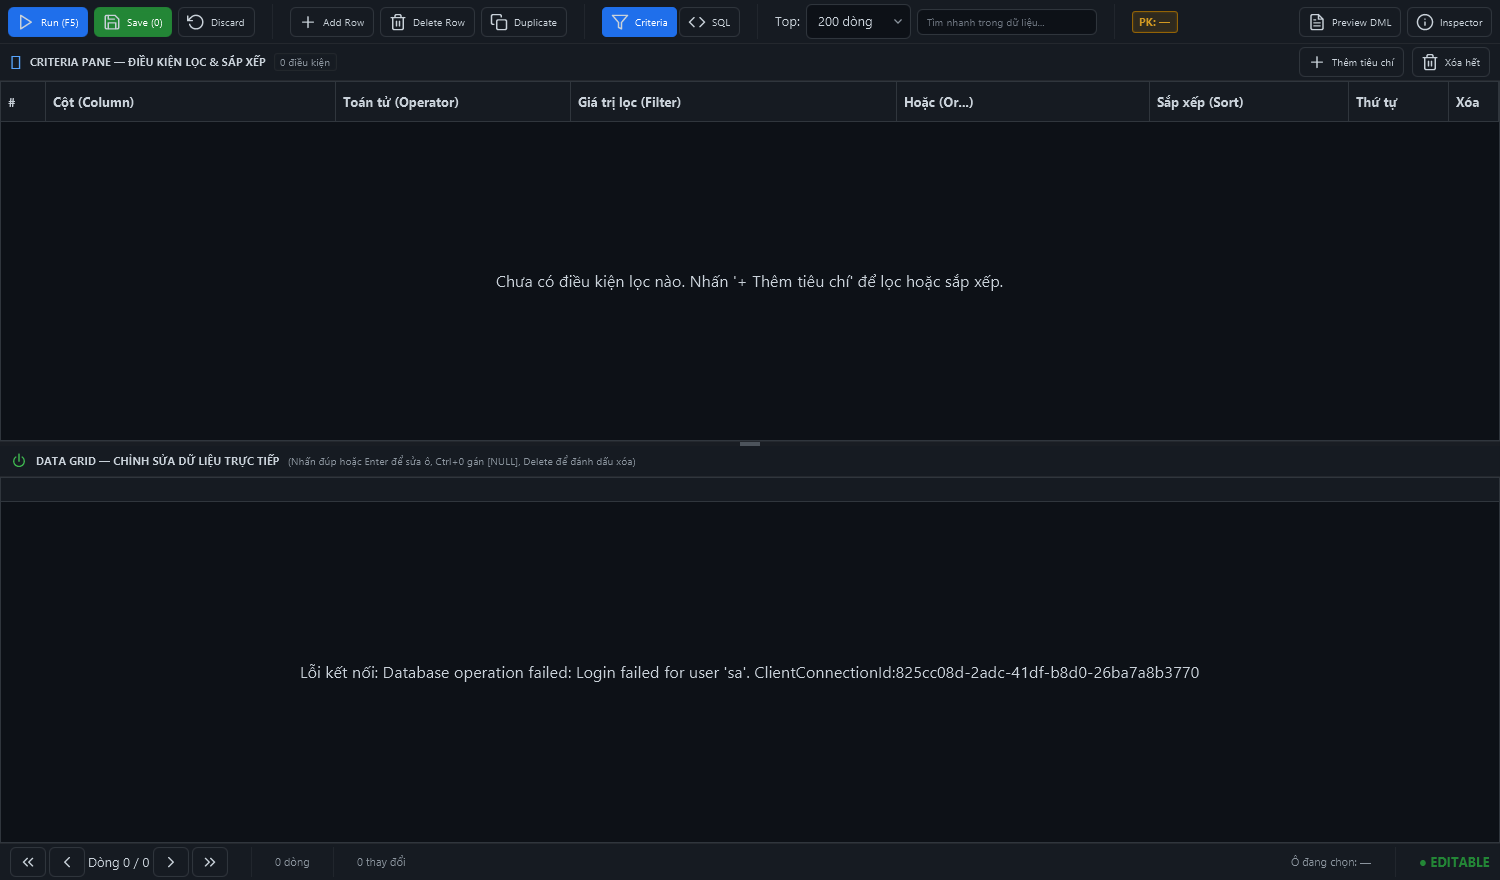 Run (F5) Save (0) Discard Add Row Delete Row Duplicate Criteria SQL Top: 200 dòng Tìm nhanh trong dữ liệu... PK: — Preview DML Inspector
CRITERIA PANE — ĐIỀU KIỆN LỌC & SẮP XẾP 0 điều kiện Thêm tiêu chí Xóa hết
# Cột (Column) Toán tử (Operator) Giá trị lọc (Filter) Hoặc (Or...) Sắp xếp (Sort) Thứ tự Xóa
Chưa có điều kiện lọc nào. Nhấn '+ Thêm tiêu chí' để lọc hoặc sắp xếp.
DATA GRID — CHỈNH SỬA DỮ LIỆU TRỰC TIẾP (Nhấn đúp hoặc Enter để sửa ô, Ctrl+0 gán [NULL], Delete để đánh dấu xóa)
Lỗi kết nối: Database operation failed: Login failed for user 'sa'. ClientConnectionId:825cc08d-2adc-41df-b8d0-26ba7a8b3770
Dòng 0 / 0 0 dòng 0 thay đổi Ô đang chọn: — ● EDITABLE